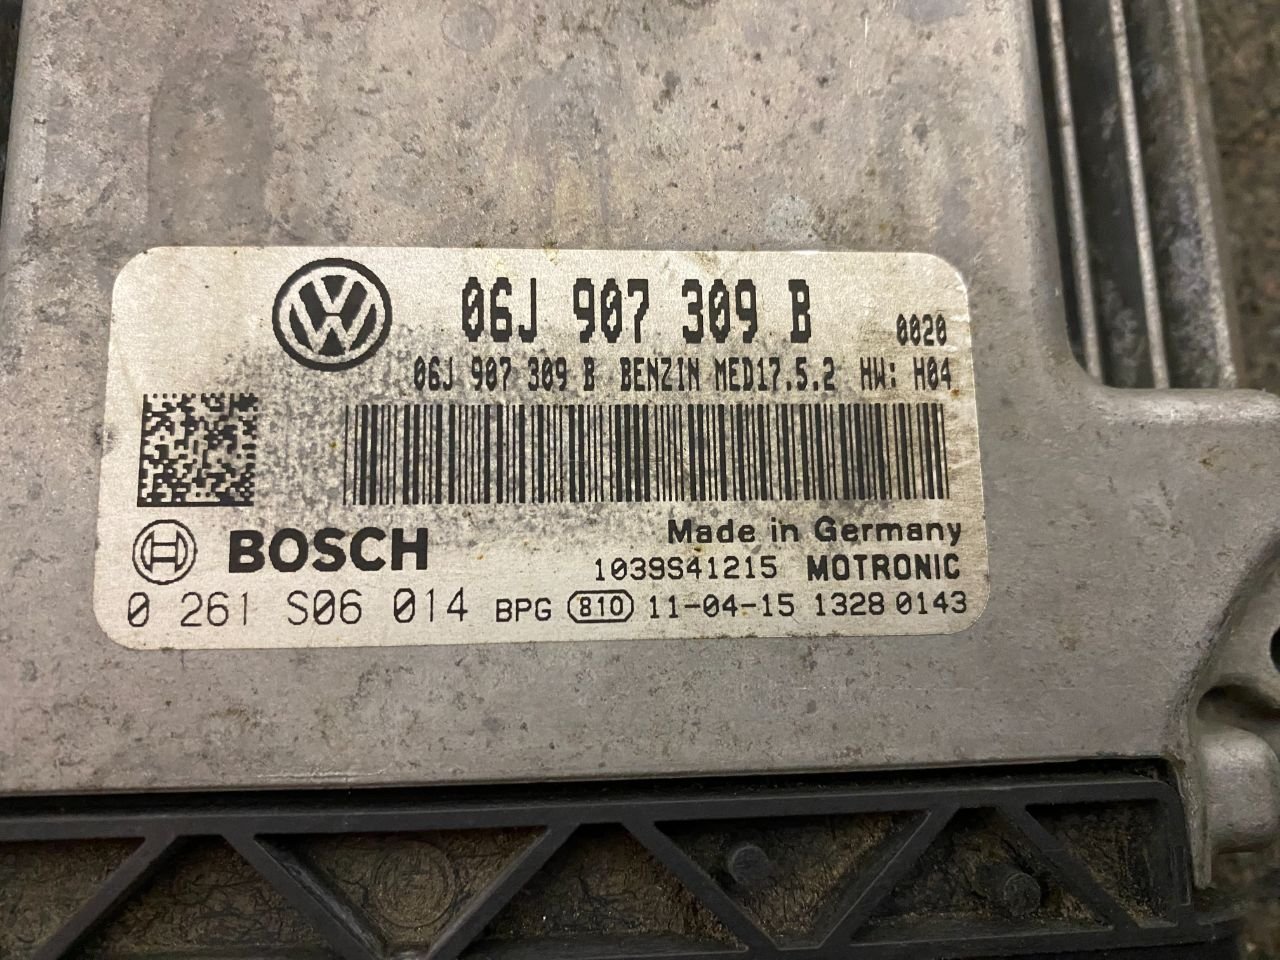 06J 907 309 B 0020
06J 907 309 B BENZIN MED17.5.2 HW: H04
BOSCH
Made in Germany
1039S41215 MOTRONIC
0 261 S06 014 BPG 810 11-04-15 1328 0143